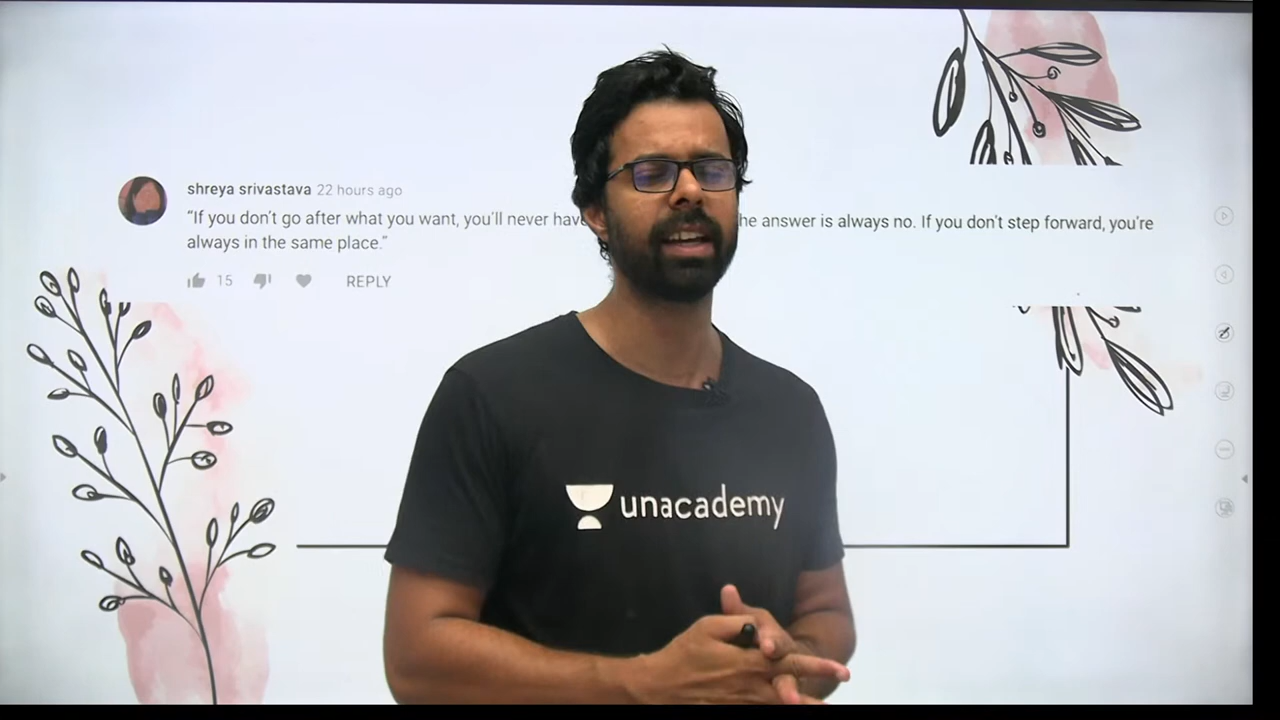 shreya srivastava 22 hours ago
“If you don't go after what you want, you'll never have he answer is always no. If you don't step forward, you're
always in the same place.”
15 REPLY
unacademy